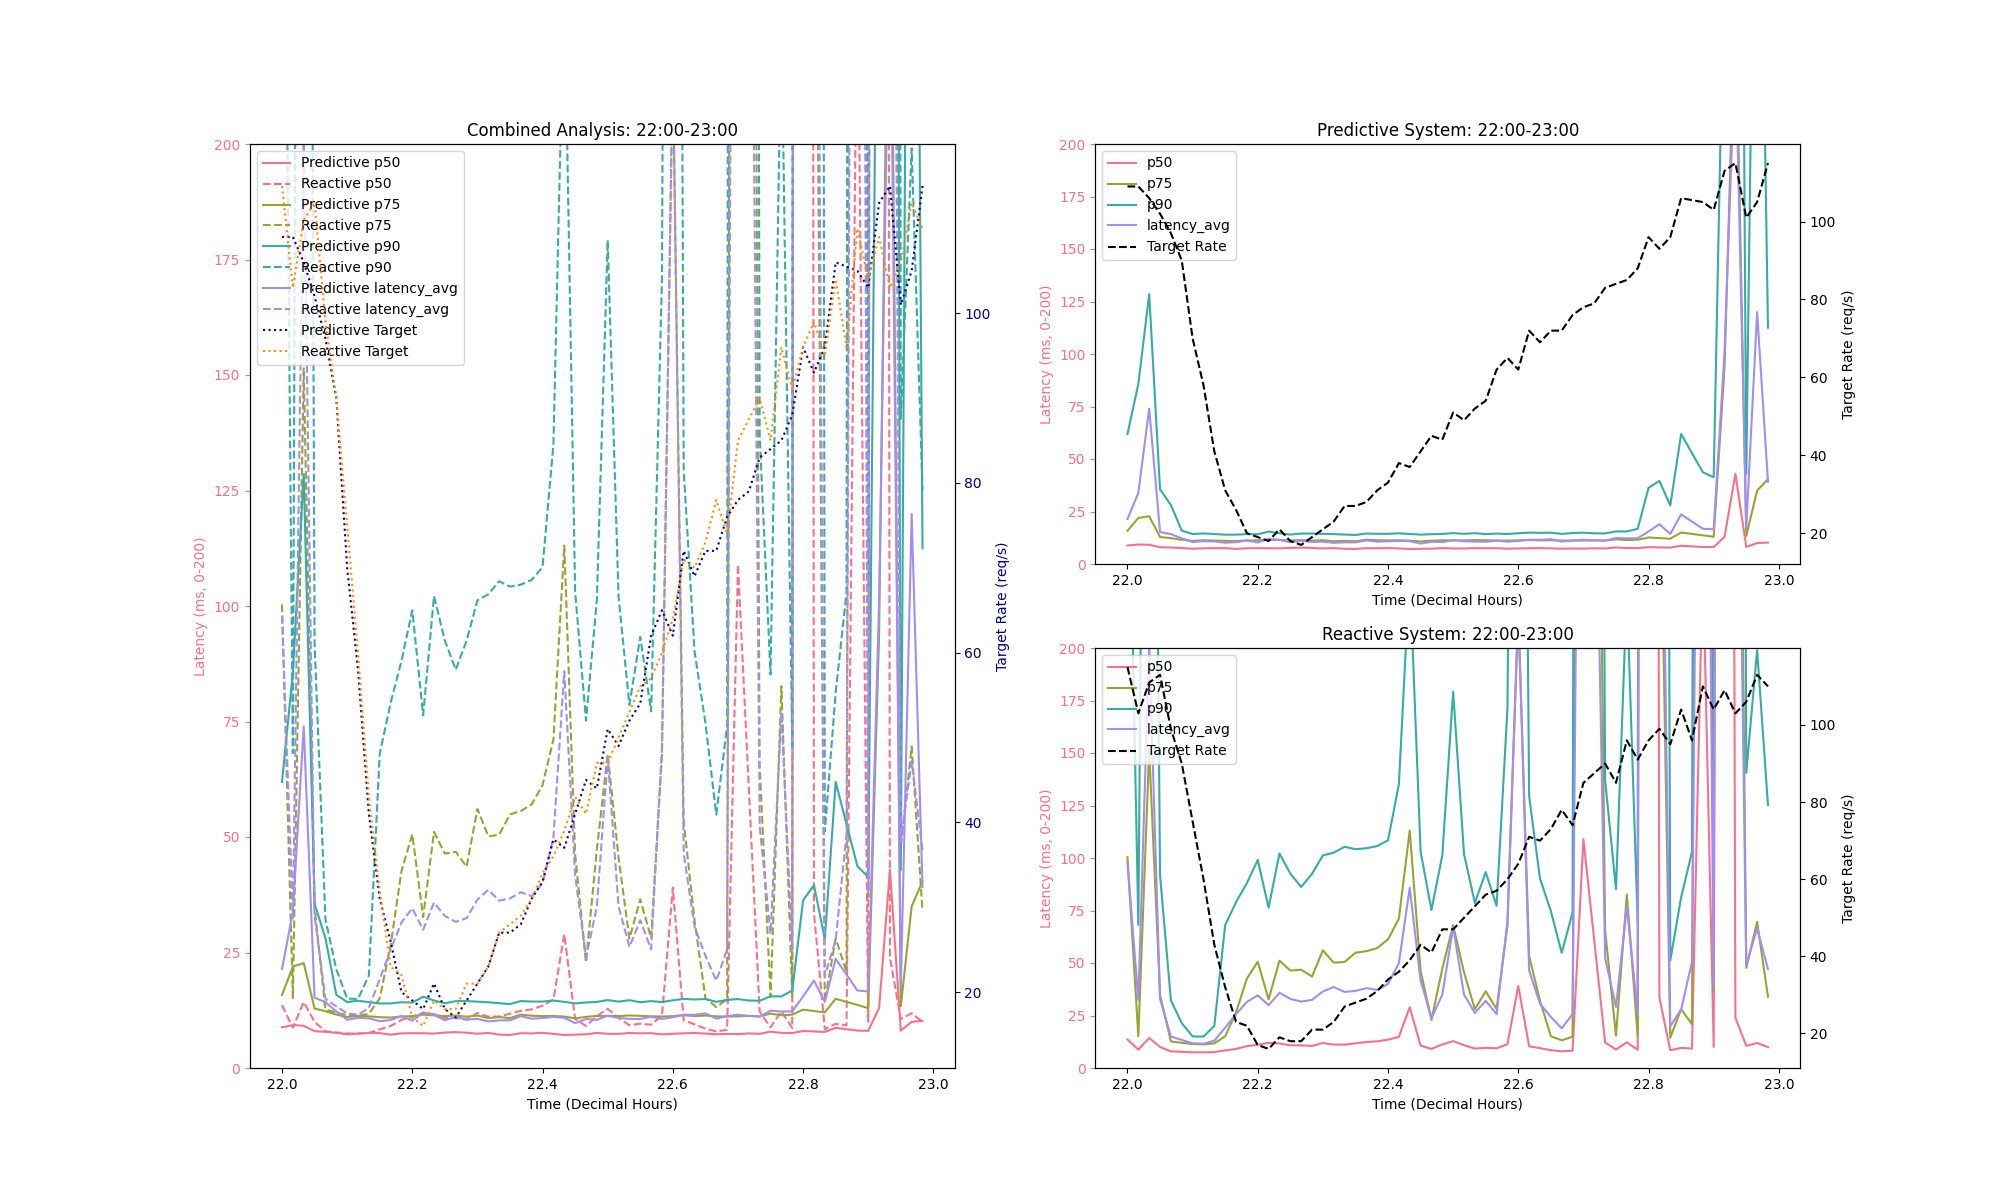 Combined Analysis: 22:00-23:00
Predictive p50
Reactive p50
Predictive p75
Reactive p75
Predictive p90
Reactive p90
Predictive latency_avg
Reactive latency_avg
Predictive Target
Reactive Target
200
175
150
125
100
75
50
25
0
Latency (ms, 0-200)
100
80
60
40
20
Target Rate (req/s)
22.0
22.2
22.4
22.6
22.8
23.0
Time (Decimal Hours)
Predictive System: 22:00-23:00
p50
p75
p90
latency_avg
Target Rate
200
175
150
125
100
75
50
25
0
Latency (ms, 0-200)
100
80
60
40
20
Target Rate (req/s)
22.0
22.2
22.4
22.6
22.8
23.0
Time (Decimal Hours)
Reactive System: 22:00-23:00
p50
p75
p90
latency_avg
Target Rate
200
175
150
125
100
75
50
25
0
Latency (ms, 0-200)
100
80
60
40
20
Target Rate (req/s)
22.0
22.2
22.4
22.6
22.8
23.0
Time (Decimal Hours)